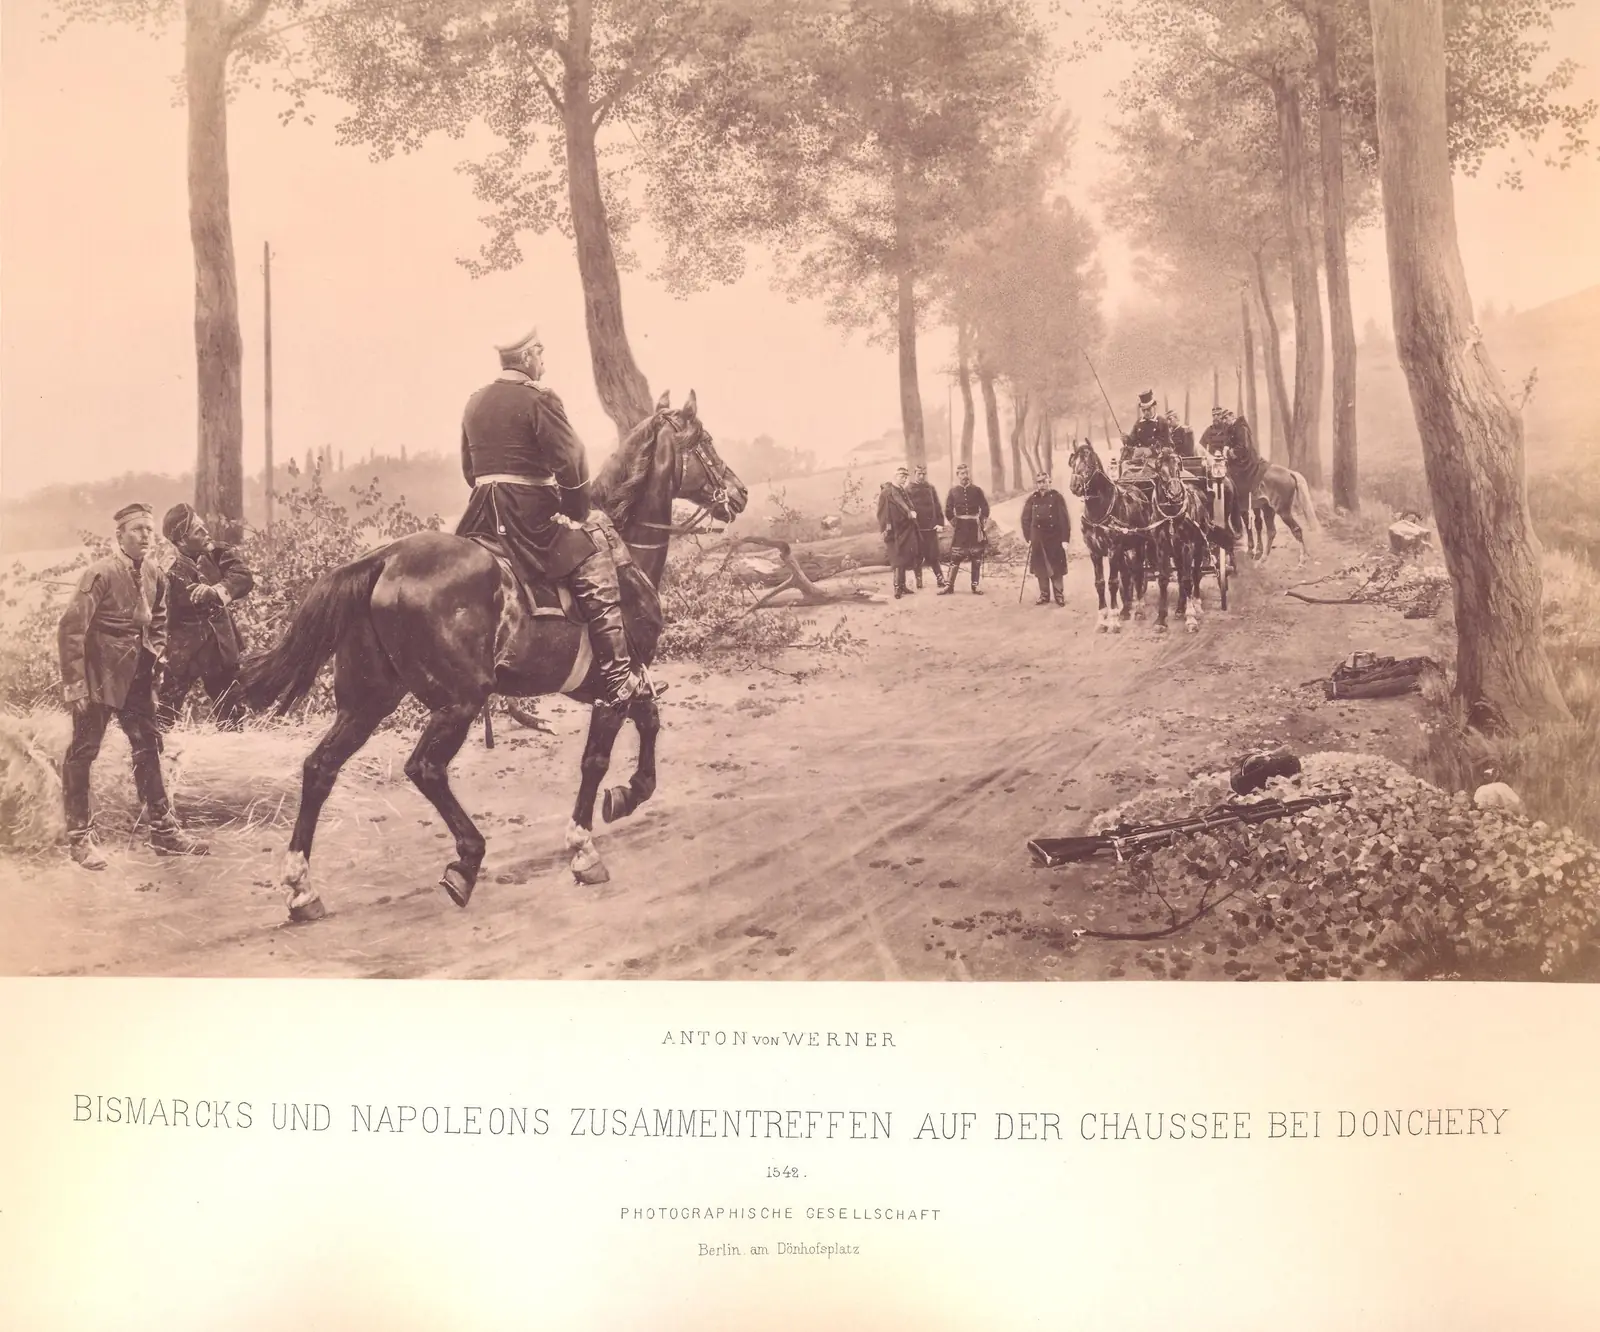 ANTON VON WERNER
BISMARCKS UND NAPOLEONS ZUSAMMENTREFFEN AUF DER CHAUSSEE BEI DONCHERY
1542.
PHOTOGRAPHISCHE GESELLSCHAFT
Berlin. am Dönhofsplatz